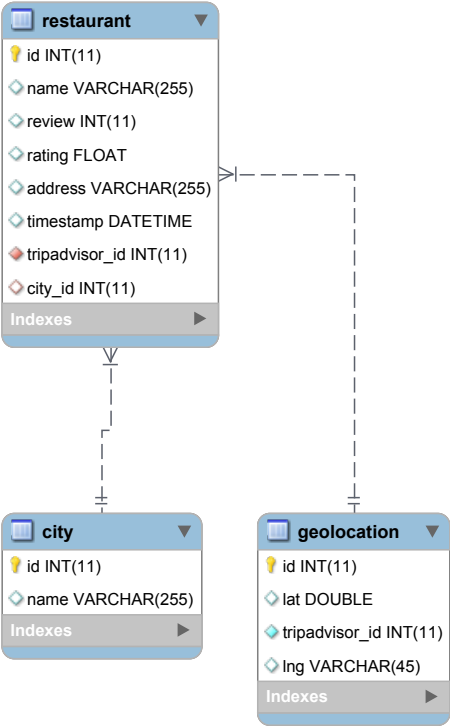 restaurant
id INT(11)
name VARCHAR(255)
review INT(11)
rating FLOAT
address VARCHAR(255)
timestamp DATETIME
tripadvisor_id INT(11)
city_id INT(11)
Indexes
city
id INT(11)
name VARCHAR(255)
Indexes
geolocation
id INT(11)
lat DOUBLE
tripadvisor_id INT(11)
lng VARCHAR(45)
Indexes